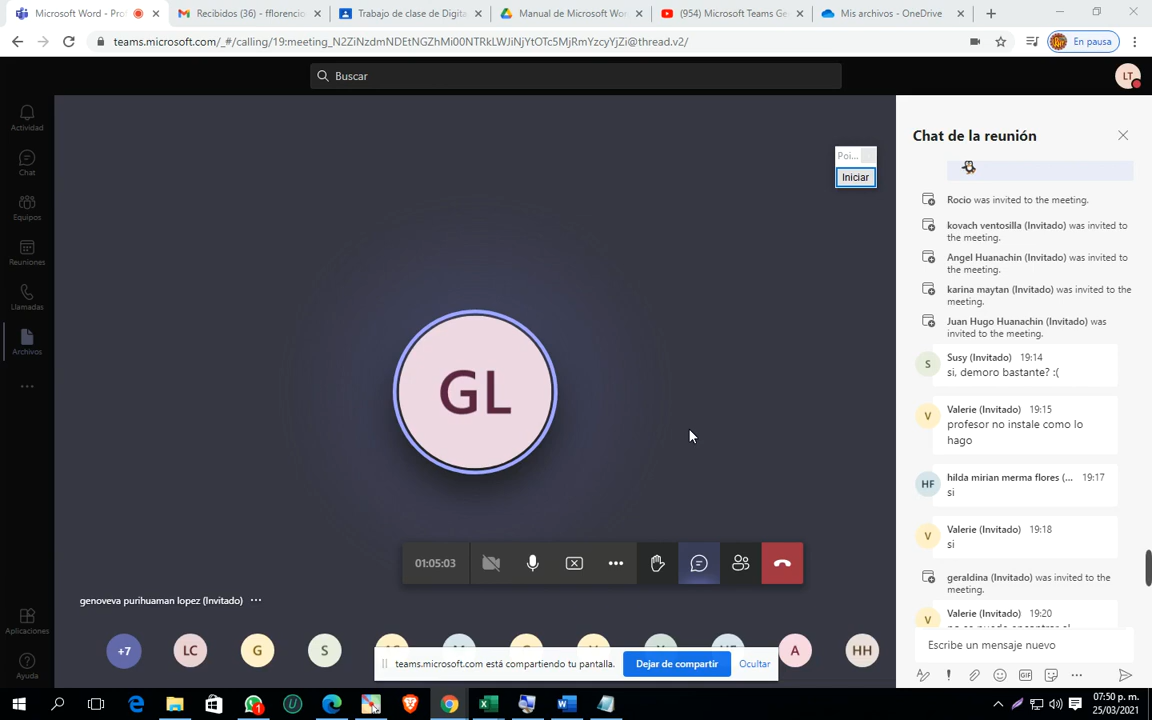 Microsoft Word - Pro
Recibidos (36) - fflorencio
Trabajo de clase de Digita
Manual de Microsoft Wor
(954) Microsoft Teams Ge
Mis archivos - OneDrive
teams.microsoft.com/_#/calling/19:meeting_N2ZiNzdmNDEtNGZhMi00NTRkLWJiNjYtOTc5MjRmYzcyYjZi@thread.v2/
En pausa
Buscar
LT
Actividad
Chat
Equipos
Reuniones
Llamadas
Archivos
Aplicaciones
Ayuda
Poi...
Iniciar
GL
01:05:03
genoveva purihuaman lopez (Invitado) ...
+7
LC
G
S
A
HH
teams.microsoft.com está compartiendo tu pantalla.
Dejar de compartir
Ocultar
Chat de la reunión
Rocio was invited to the meeting.
kovach ventosilla (Invitado) was invited to
the meeting.
Angel Huanachin (Invitado) was invited to
the meeting.
karina maytan (Invitado) was invited to the
meeting.
Juan Hugo Huanachin (Invitado) was
invited to the meeting.
S
Susy (Invitado) 19:14
si, demoro bastante? :(
V
Valerie (Invitado) 19:15
profesor no instale como lo
hago
HF
hilda mirian merma flores (... 19:17
si
V
Valerie (Invitado) 19:18
si
geraldina (Invitado) was invited to the
meeting.
V
Valerie (Invitado) 19:20
Escribe un mensaje nuevo
GIF
1
07:50 p. m.
25/03/2021